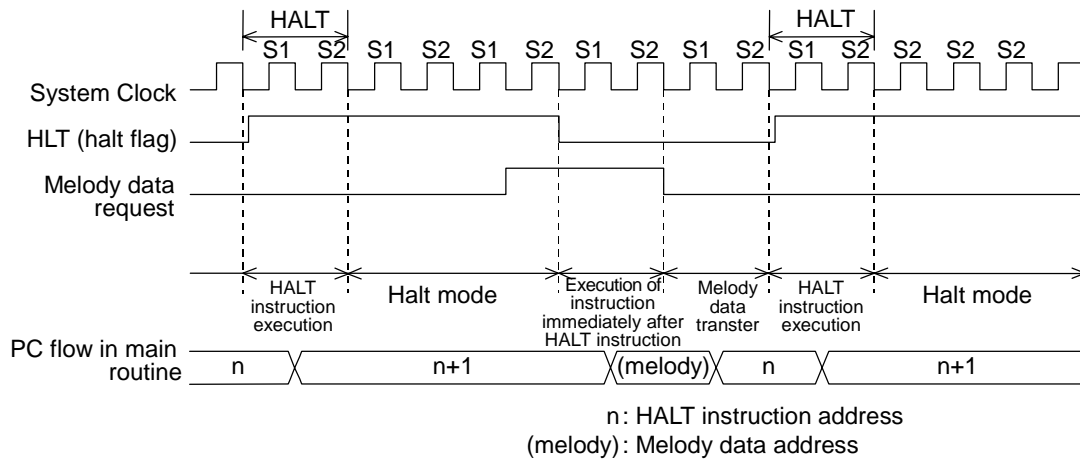 HALT HALT
S1 S2 S1 S2 S1 S2 S1 S2 S1 S2 S1 S2 S2 S2 S2
System Clock
HLT (halt flag)
Melody data
request
HALT
instruction
execution
Halt mode
Execution of
instruction
immediately after
HALT instruction
Melody
data
transter
HALT
instruction
execution
Halt mode
PC flow in main
routine
n n+1 (melody) n n+1
n: HALT instruction address
(melody): Melody data address